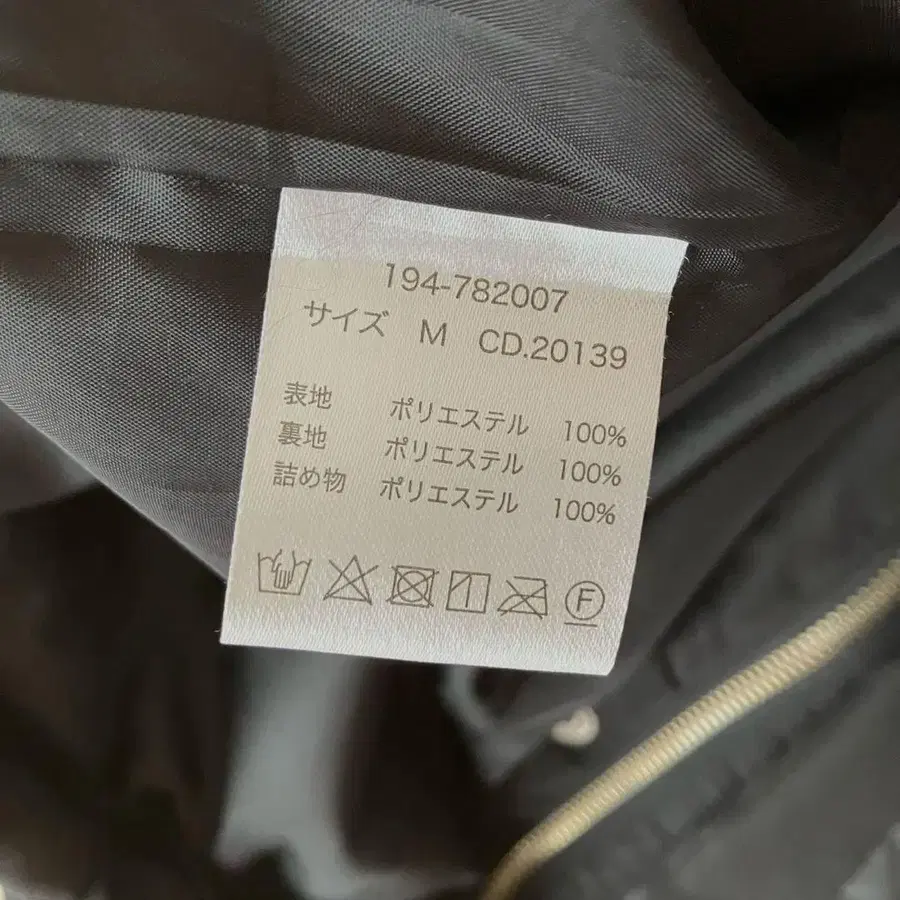 194-782007
サイズ M CD.20139
表地 ポリエステル 100%
裏地 ポリエステル 100%
詰め物 ポリエステル 100%
F